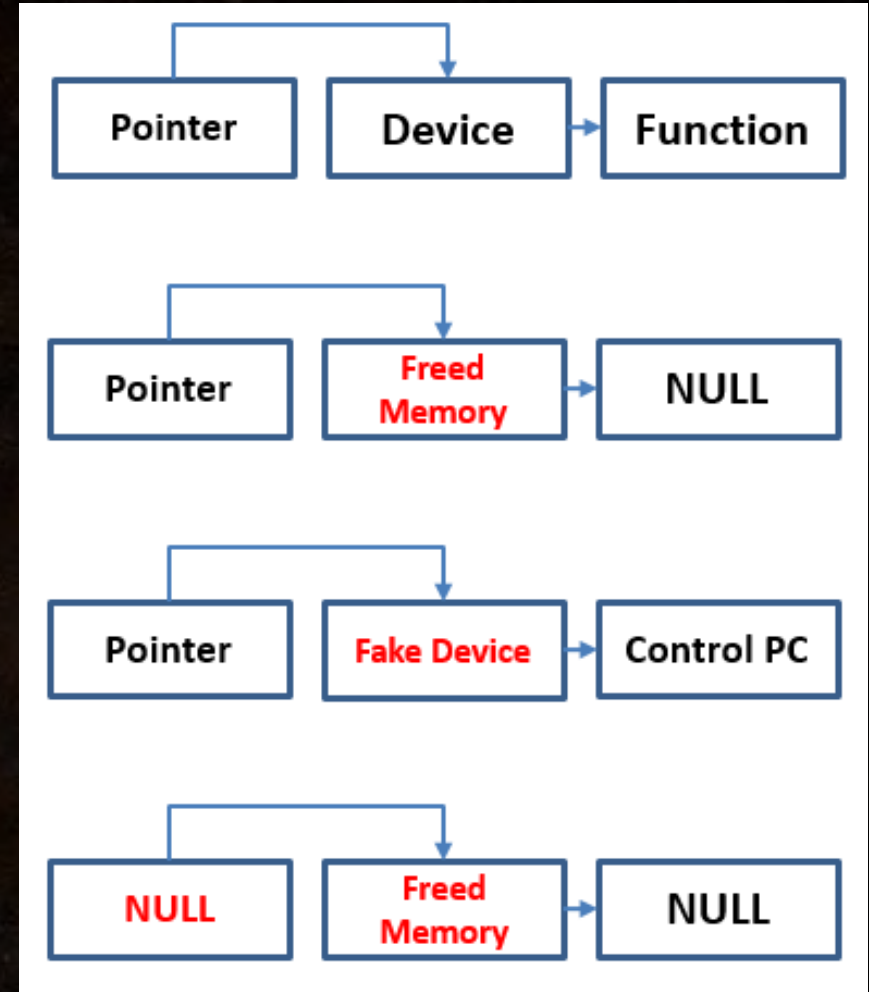 Pointer
Device
Function
Pointer
Freed
Memory
NULL
Pointer
Fake Device
Control PC
NULL
Freed
Memory
NULL